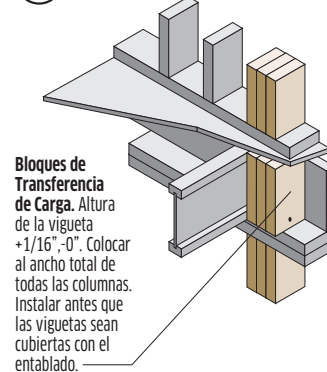 Bloques de
Transferencia
de Carga. Altura
de la vigueta
+1/16”,-0”. Colocar
al ancho total de
todas las columnas.
Instalar antes que
las viguetas sean
cubiertas con el
entablado.